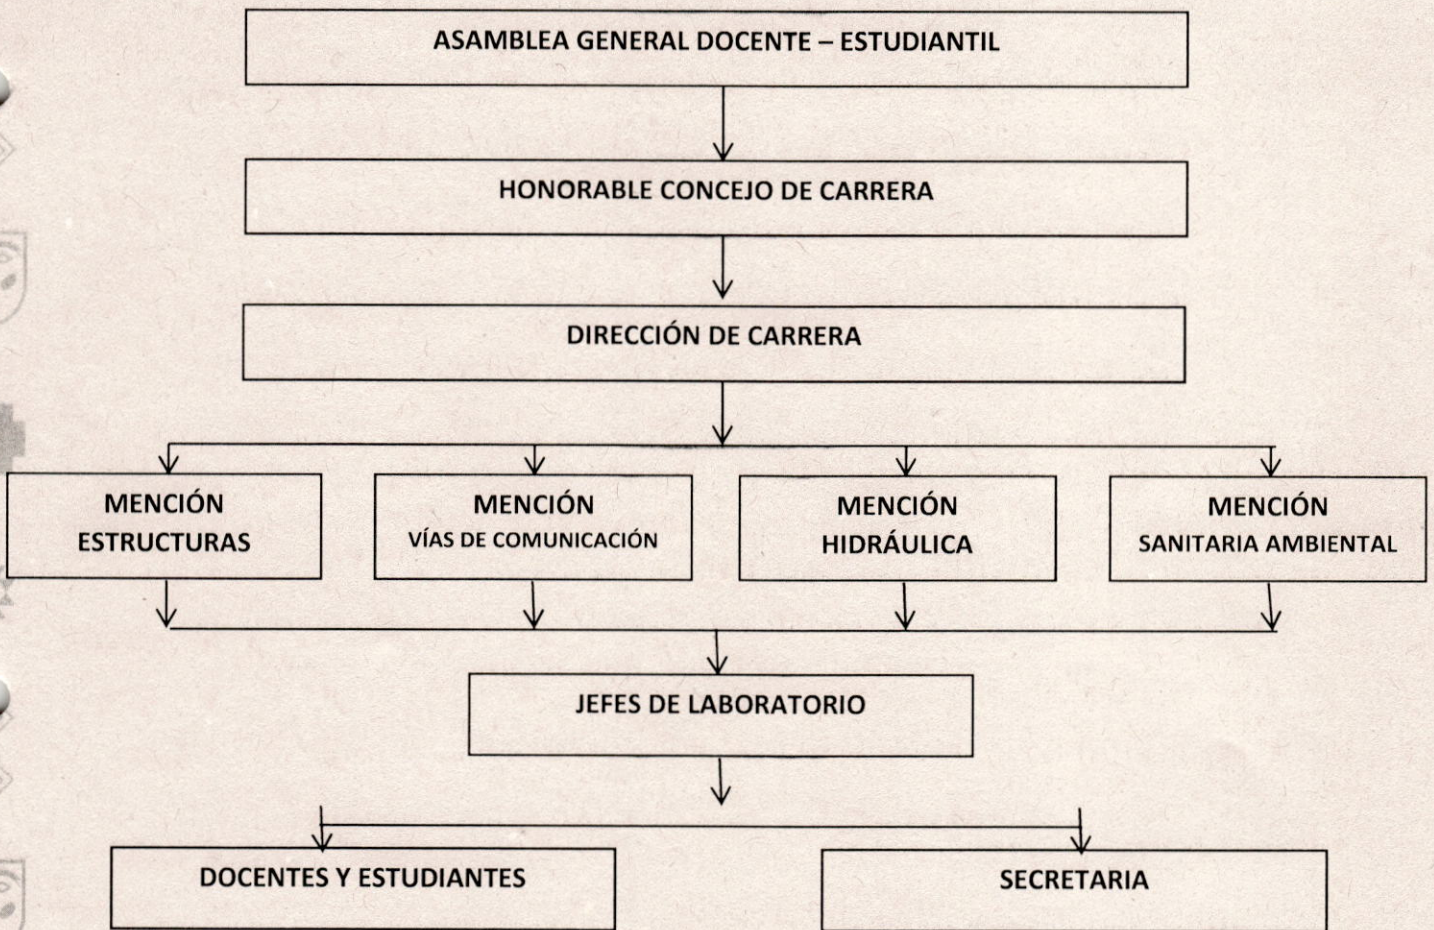 ASAMBLEA GENERAL DOCENTE – ESTUDIANTIL
HONORABLE CONCEJO DE CARRERA
DIRECCIÓN DE CARRERA
MENCIÓN
ESTRUCTURAS
MENCIÓN
VÍAS DE COMUNICACIÓN
MENCIÓN
HIDRÁULICA
MENCIÓN
SANITARIA AMBIENTAL
JEFES DE LABORATORIO
DOCENTES Y ESTUDIANTES
SECRETARIA